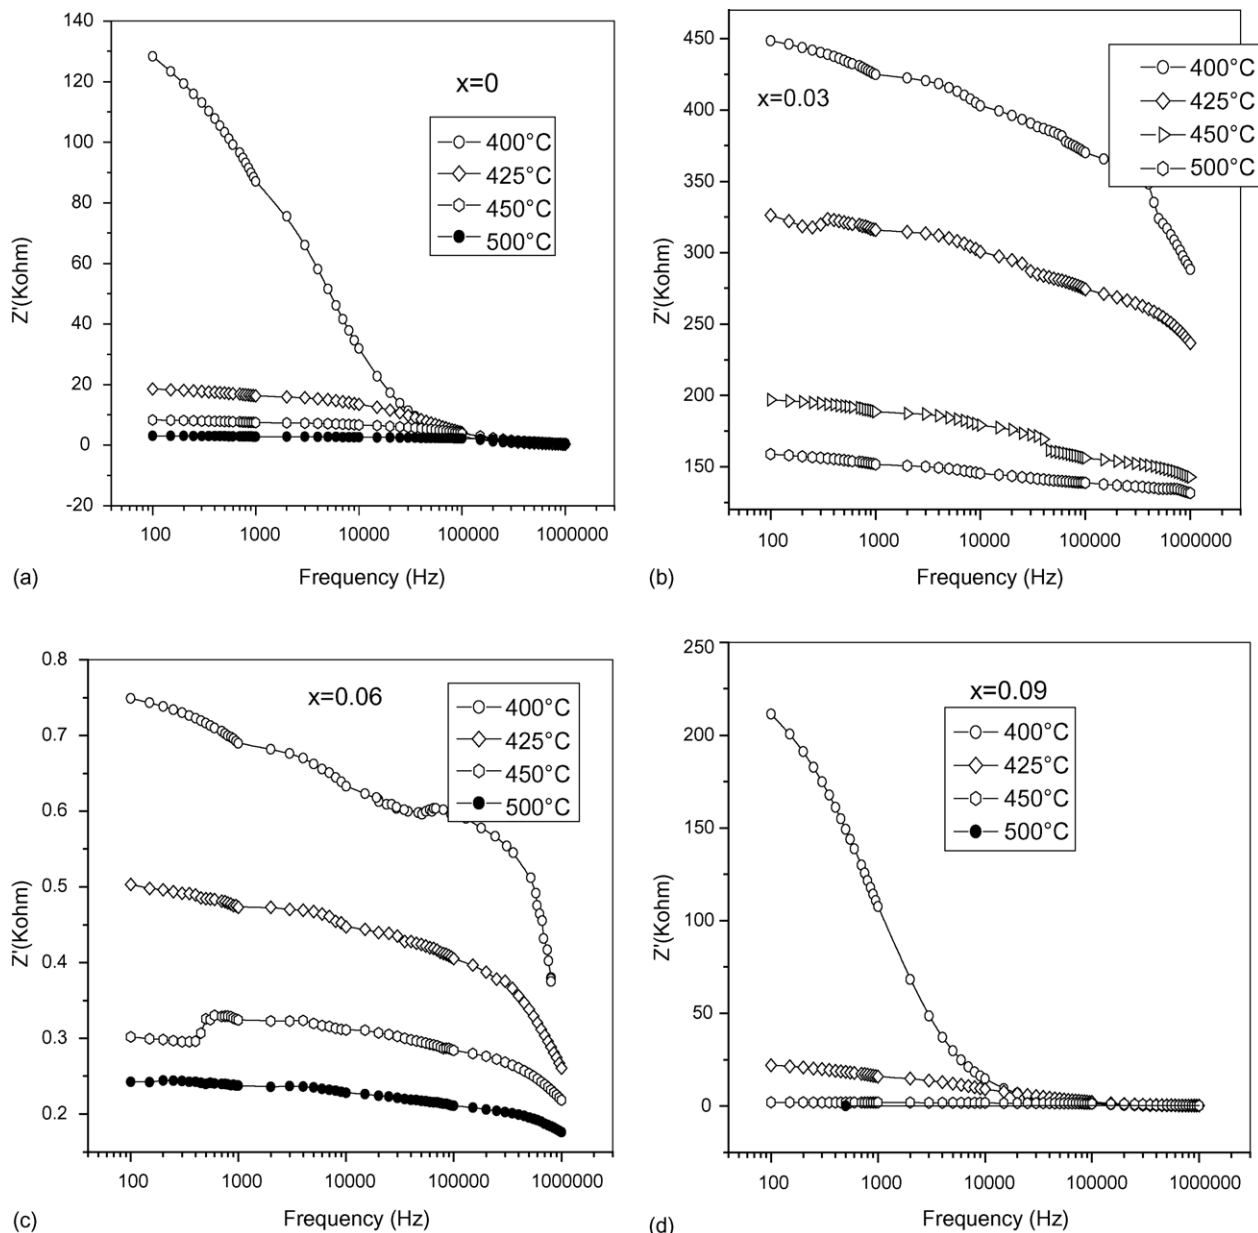 140
120
100
80
60
40
20
0
-20
Z'(Kohm)
x=0
400°C
425°C
450°C
500°C
100 1000 10000 100000 1000000
(a)
Frequency (Hz)
450
400
350
300
250
200
150
Z'(Kohm)
x=0.03
400°C
425°C
450°C
500°C
100 1000 10000 100000 1000000
(b)
Frequency (Hz)
0.8
0.7
0.6
0.5
0.4
0.3
0.2
Z'(Kohm)
x=0.06
400°C
425°C
450°C
500°C
100 1000 10000 100000 1000000
(c)
Frequency (Hz)
250
200
150
100
50
0
Z'(Kohm)
x=0.09
400°C
425°C
450°C
500°C
100 1000 10000 100000 1000000
(d)
Frequency (Hz)